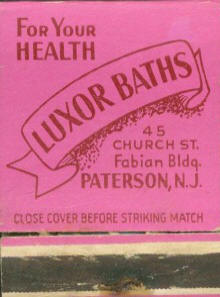 FOR YOUR
HEALTH
LUXOR BATHS
45
CHURCH ST.
Fabian Bldg.
PATERSON, N.J.
CLOSE COVER BEFORE STRIKING MATCH